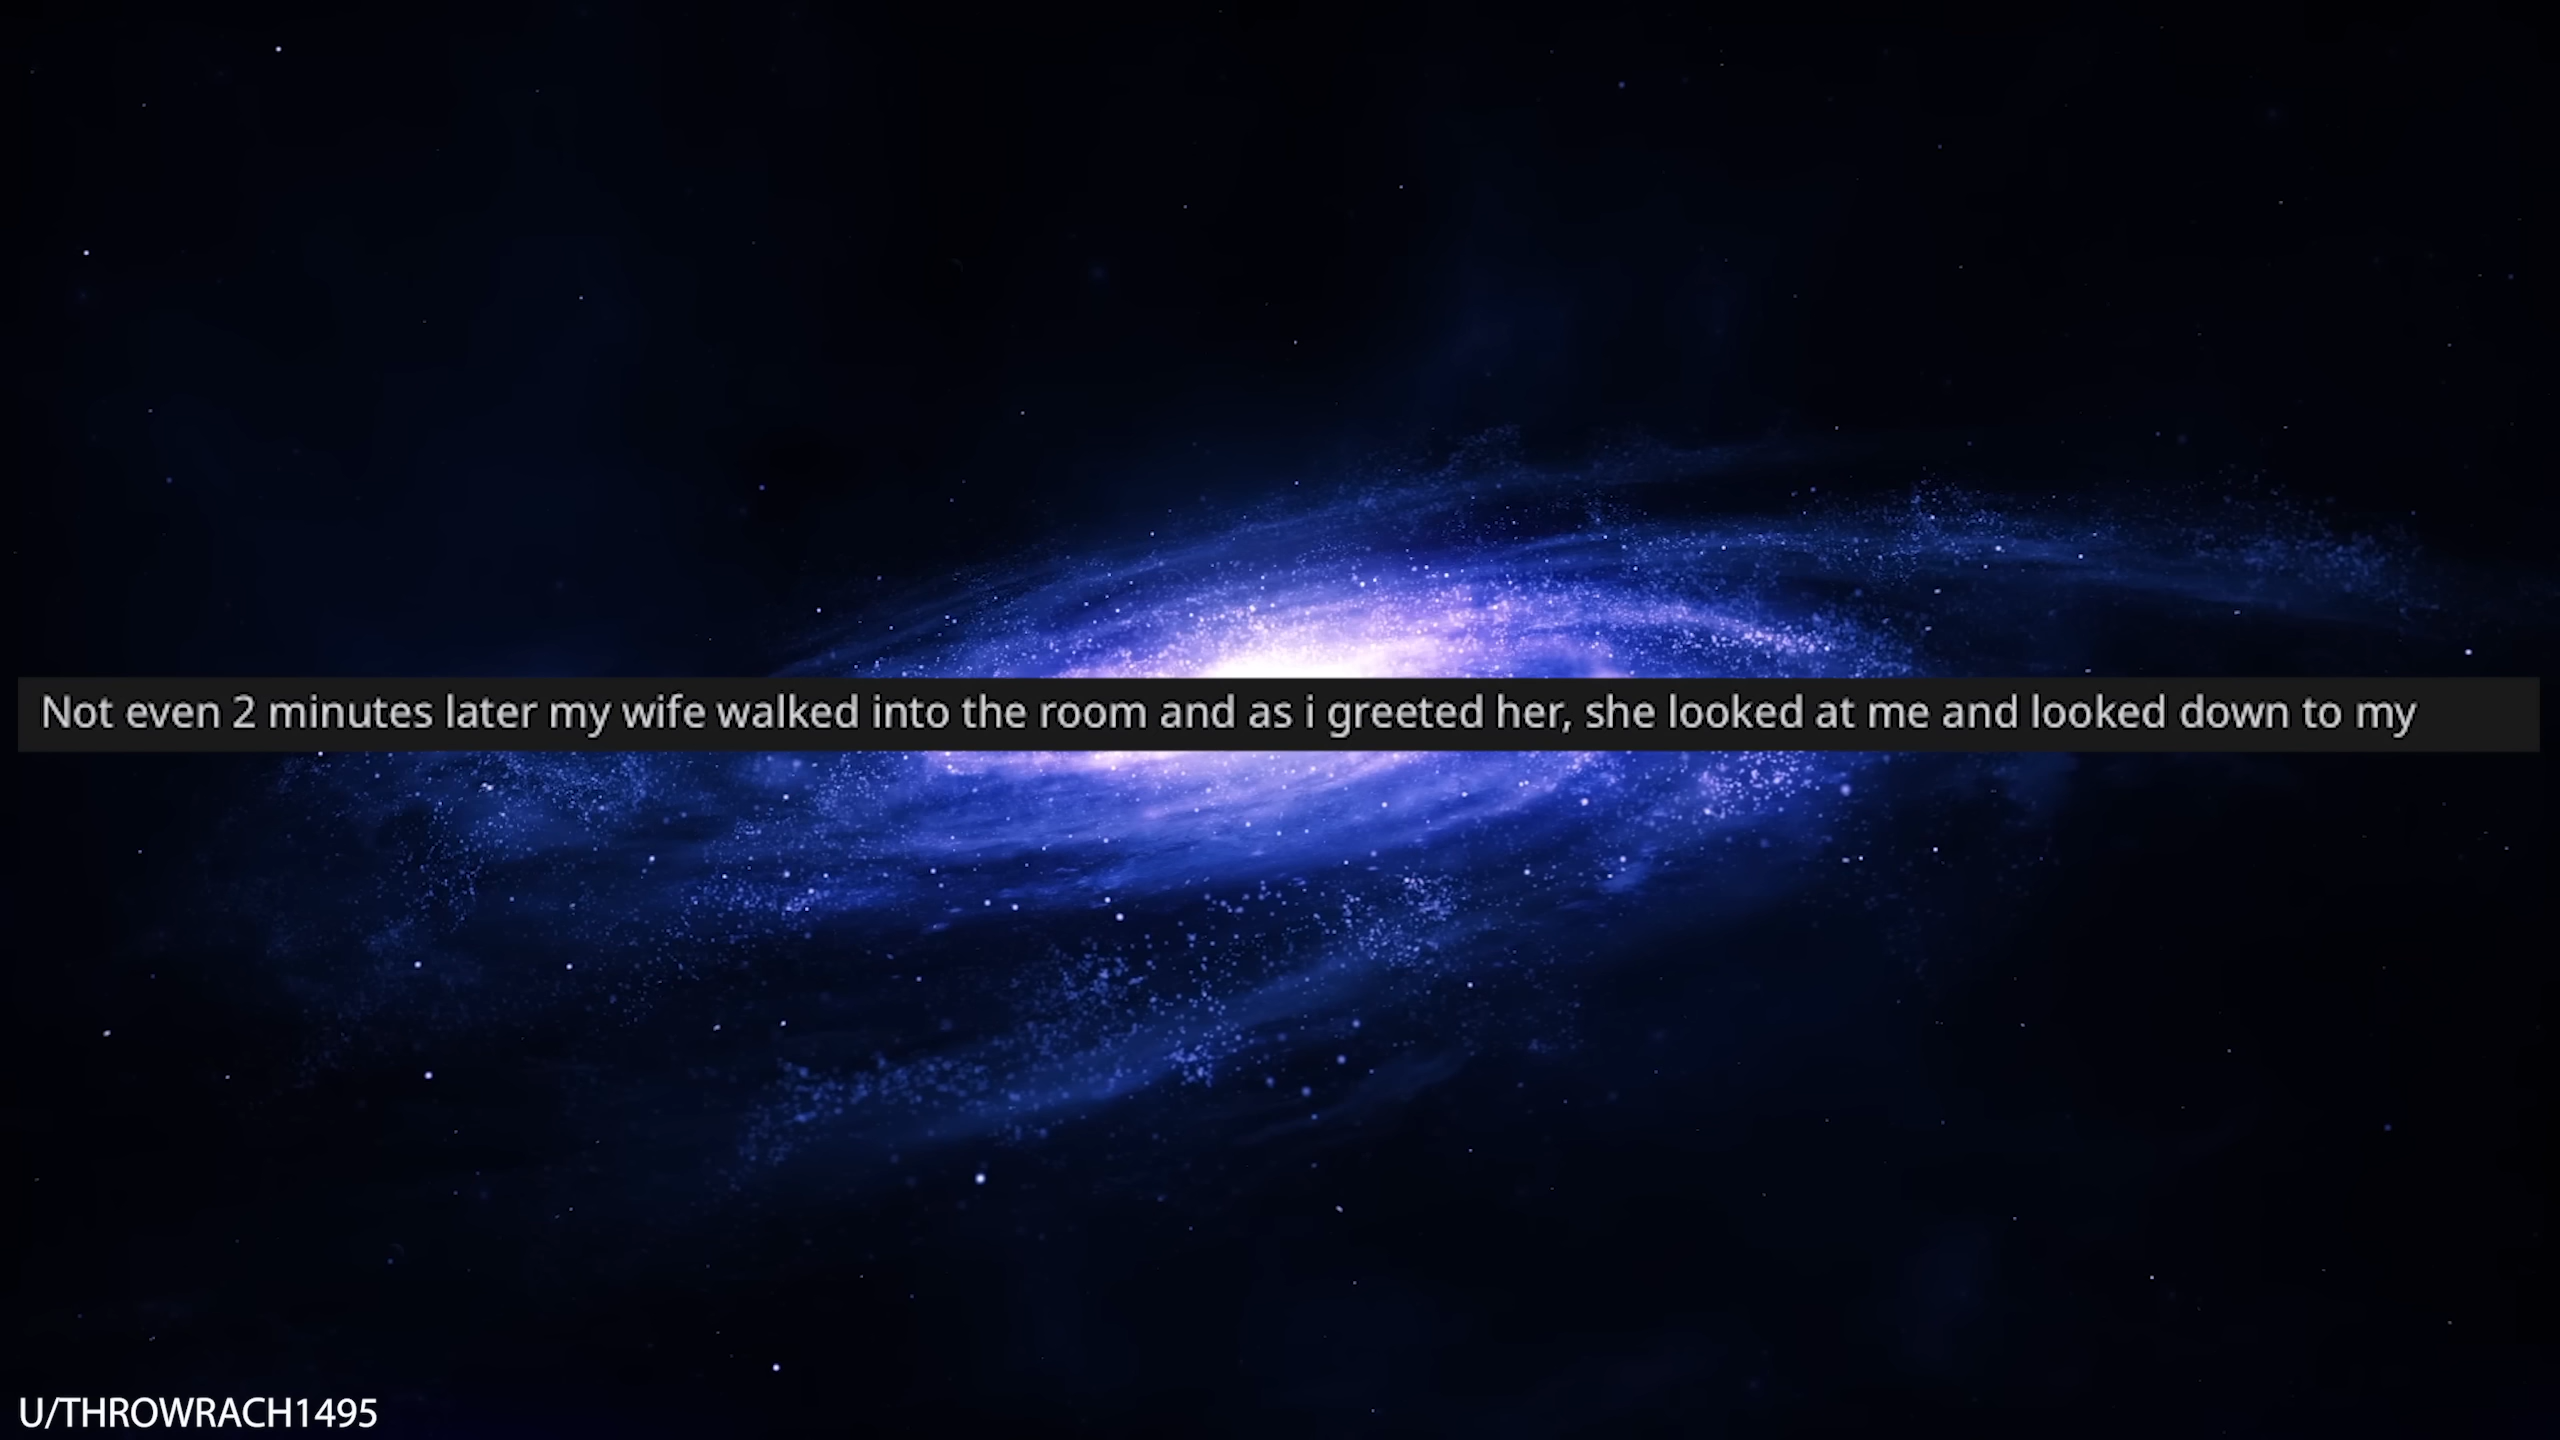 Not even 2 minutes later my wife walked into the room and as i greeted her, she looked at me and looked down to my
U/THROWRACH1495